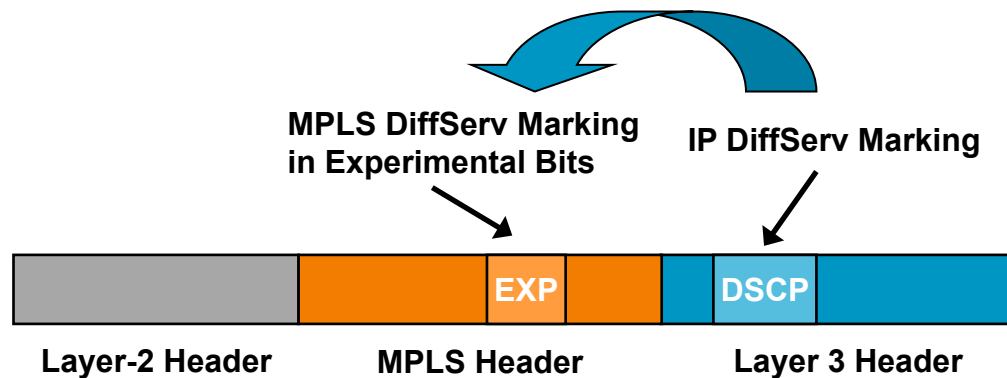 MPLS DiffServ Marking
in Experimental Bits
IP DiffServ Marking
EXP
DSCP
Layer-2 Header
MPLS Header
Layer 3 Header